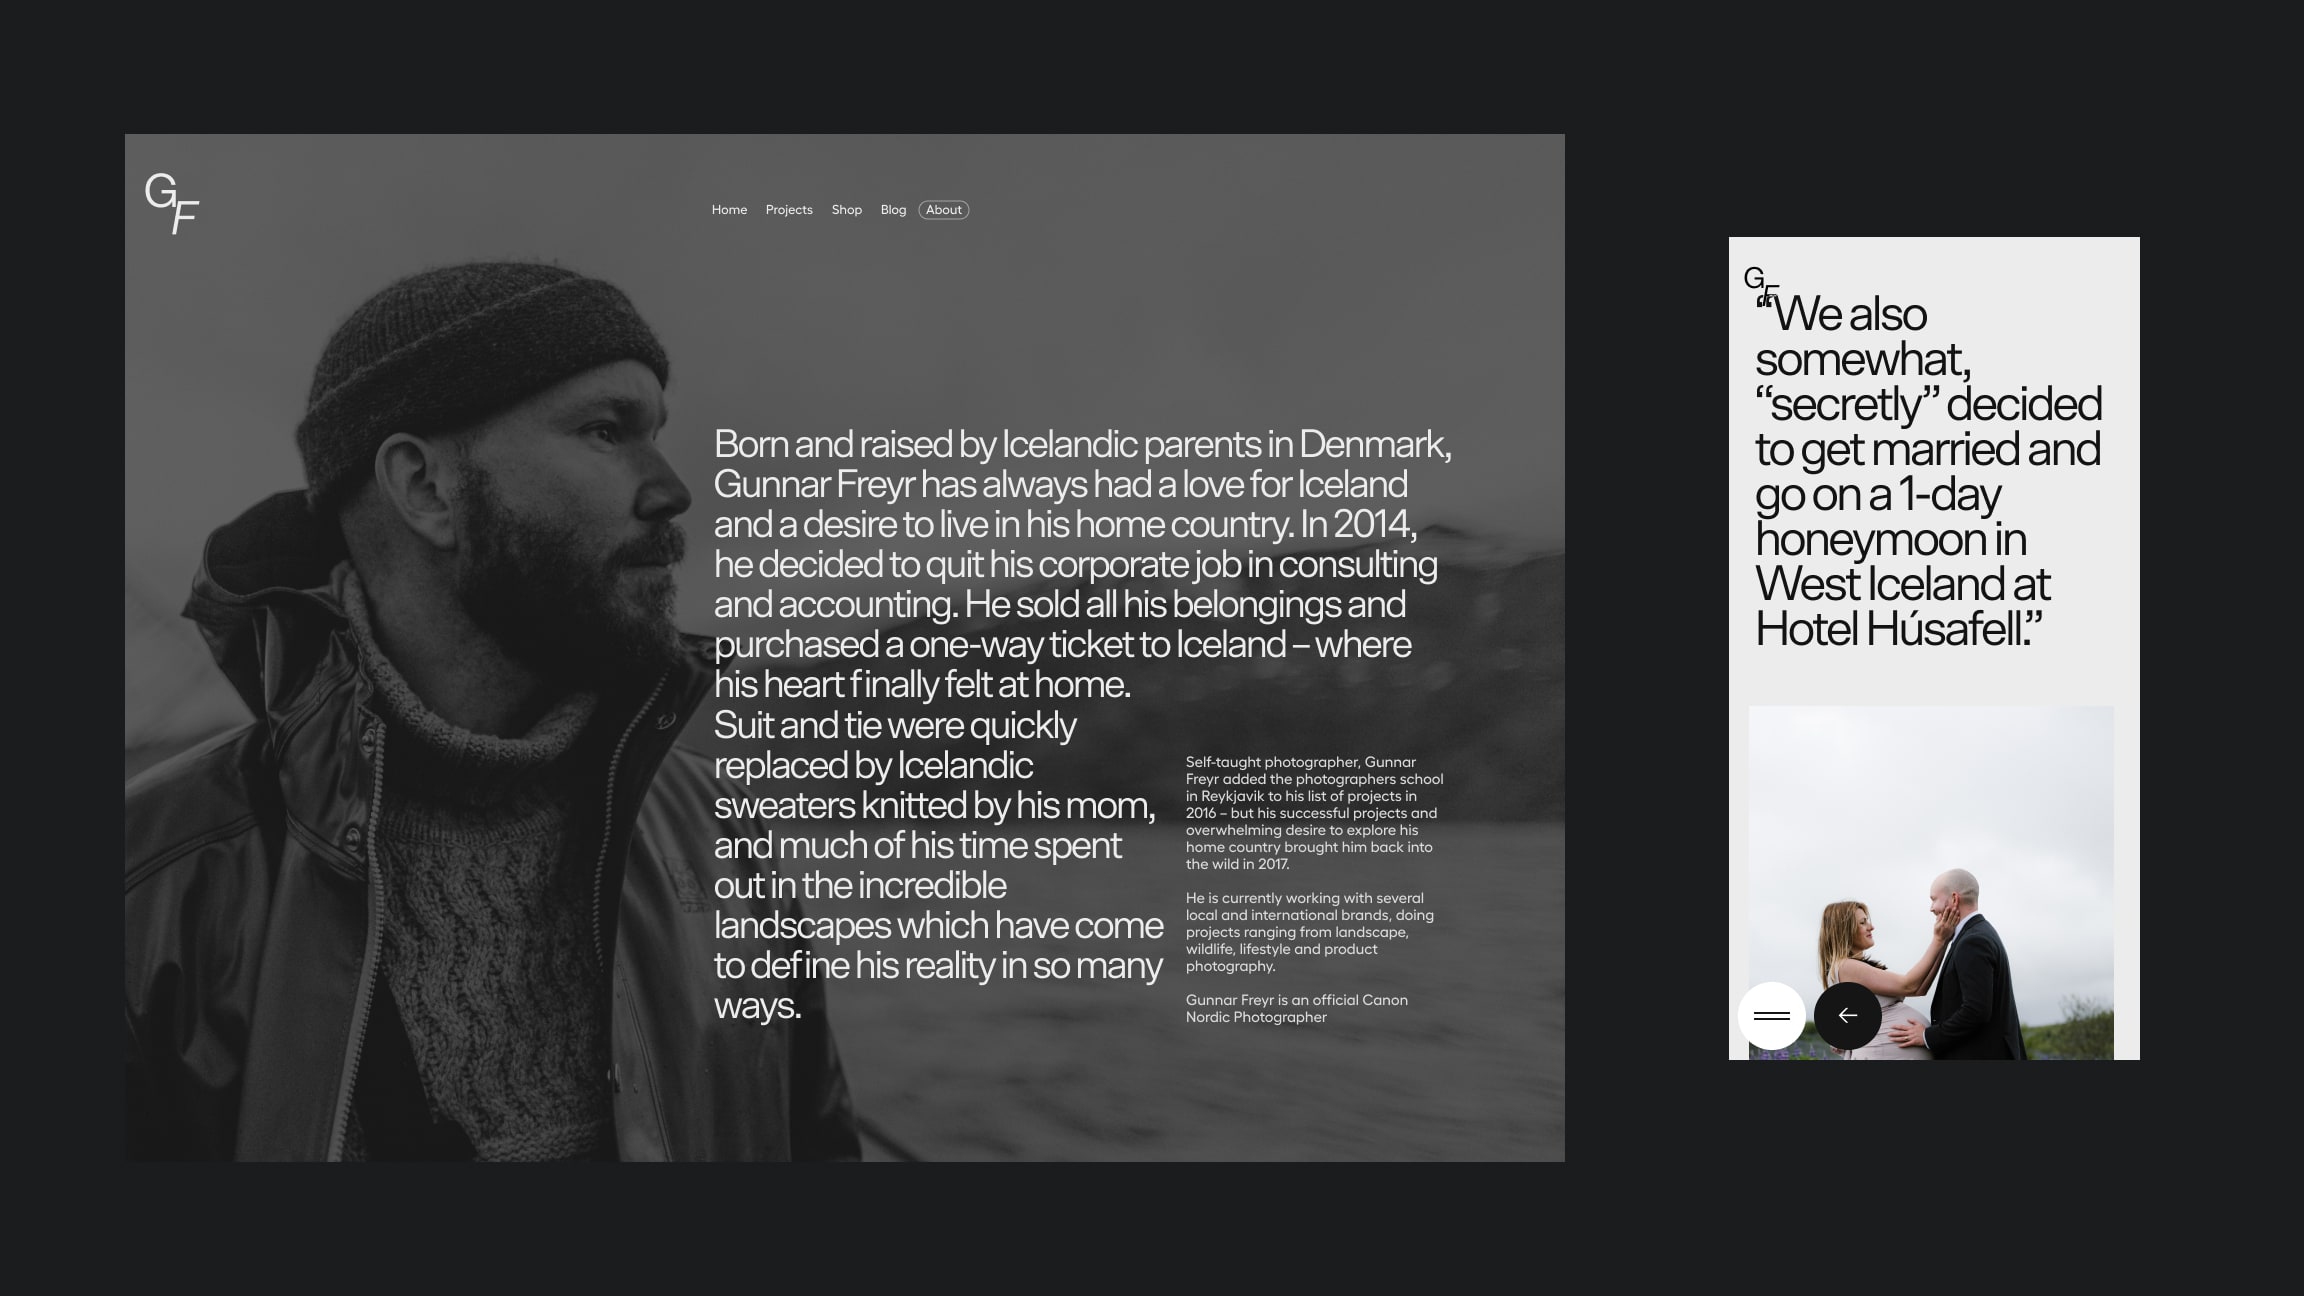 G
F
Home Projects Shop Blog About
Born and raised by Icelandic parents in Denmark,
Gunnar Freyr has always had a love for Iceland
and a desire to live in his home country. In 2014,
he decided to quit his corporate job in consulting
and accounting. He sold all his belongings and
purchased a one-way ticket to Iceland – where
his heart finally felt at home.
Suit and tie were quickly
replaced by Icelandic
sweaters knitted by his mom,
and much of his time spent
out in the incredible
landscapes which have come
to define his reality in so many
ways.
Self-taught photographer, Gunnar
Freyr added the photographers school
in Reykjavik to his list of projects in
2016 – but his successful projects and
overwhelming desire to explore his
home country brought him back into
the wild in 2017.
He is currently working with several
local and international brands, doing
projects ranging from landscape,
wildlife, lifestyle and product
photography.
Gunnar Freyr is an official Canon
Nordic Photographer
G
F
“We also
somewhat,
“secretly” decided
to get married and
go on a 1-day
honeymoon in
West Iceland at
Hotel Húsafell.”